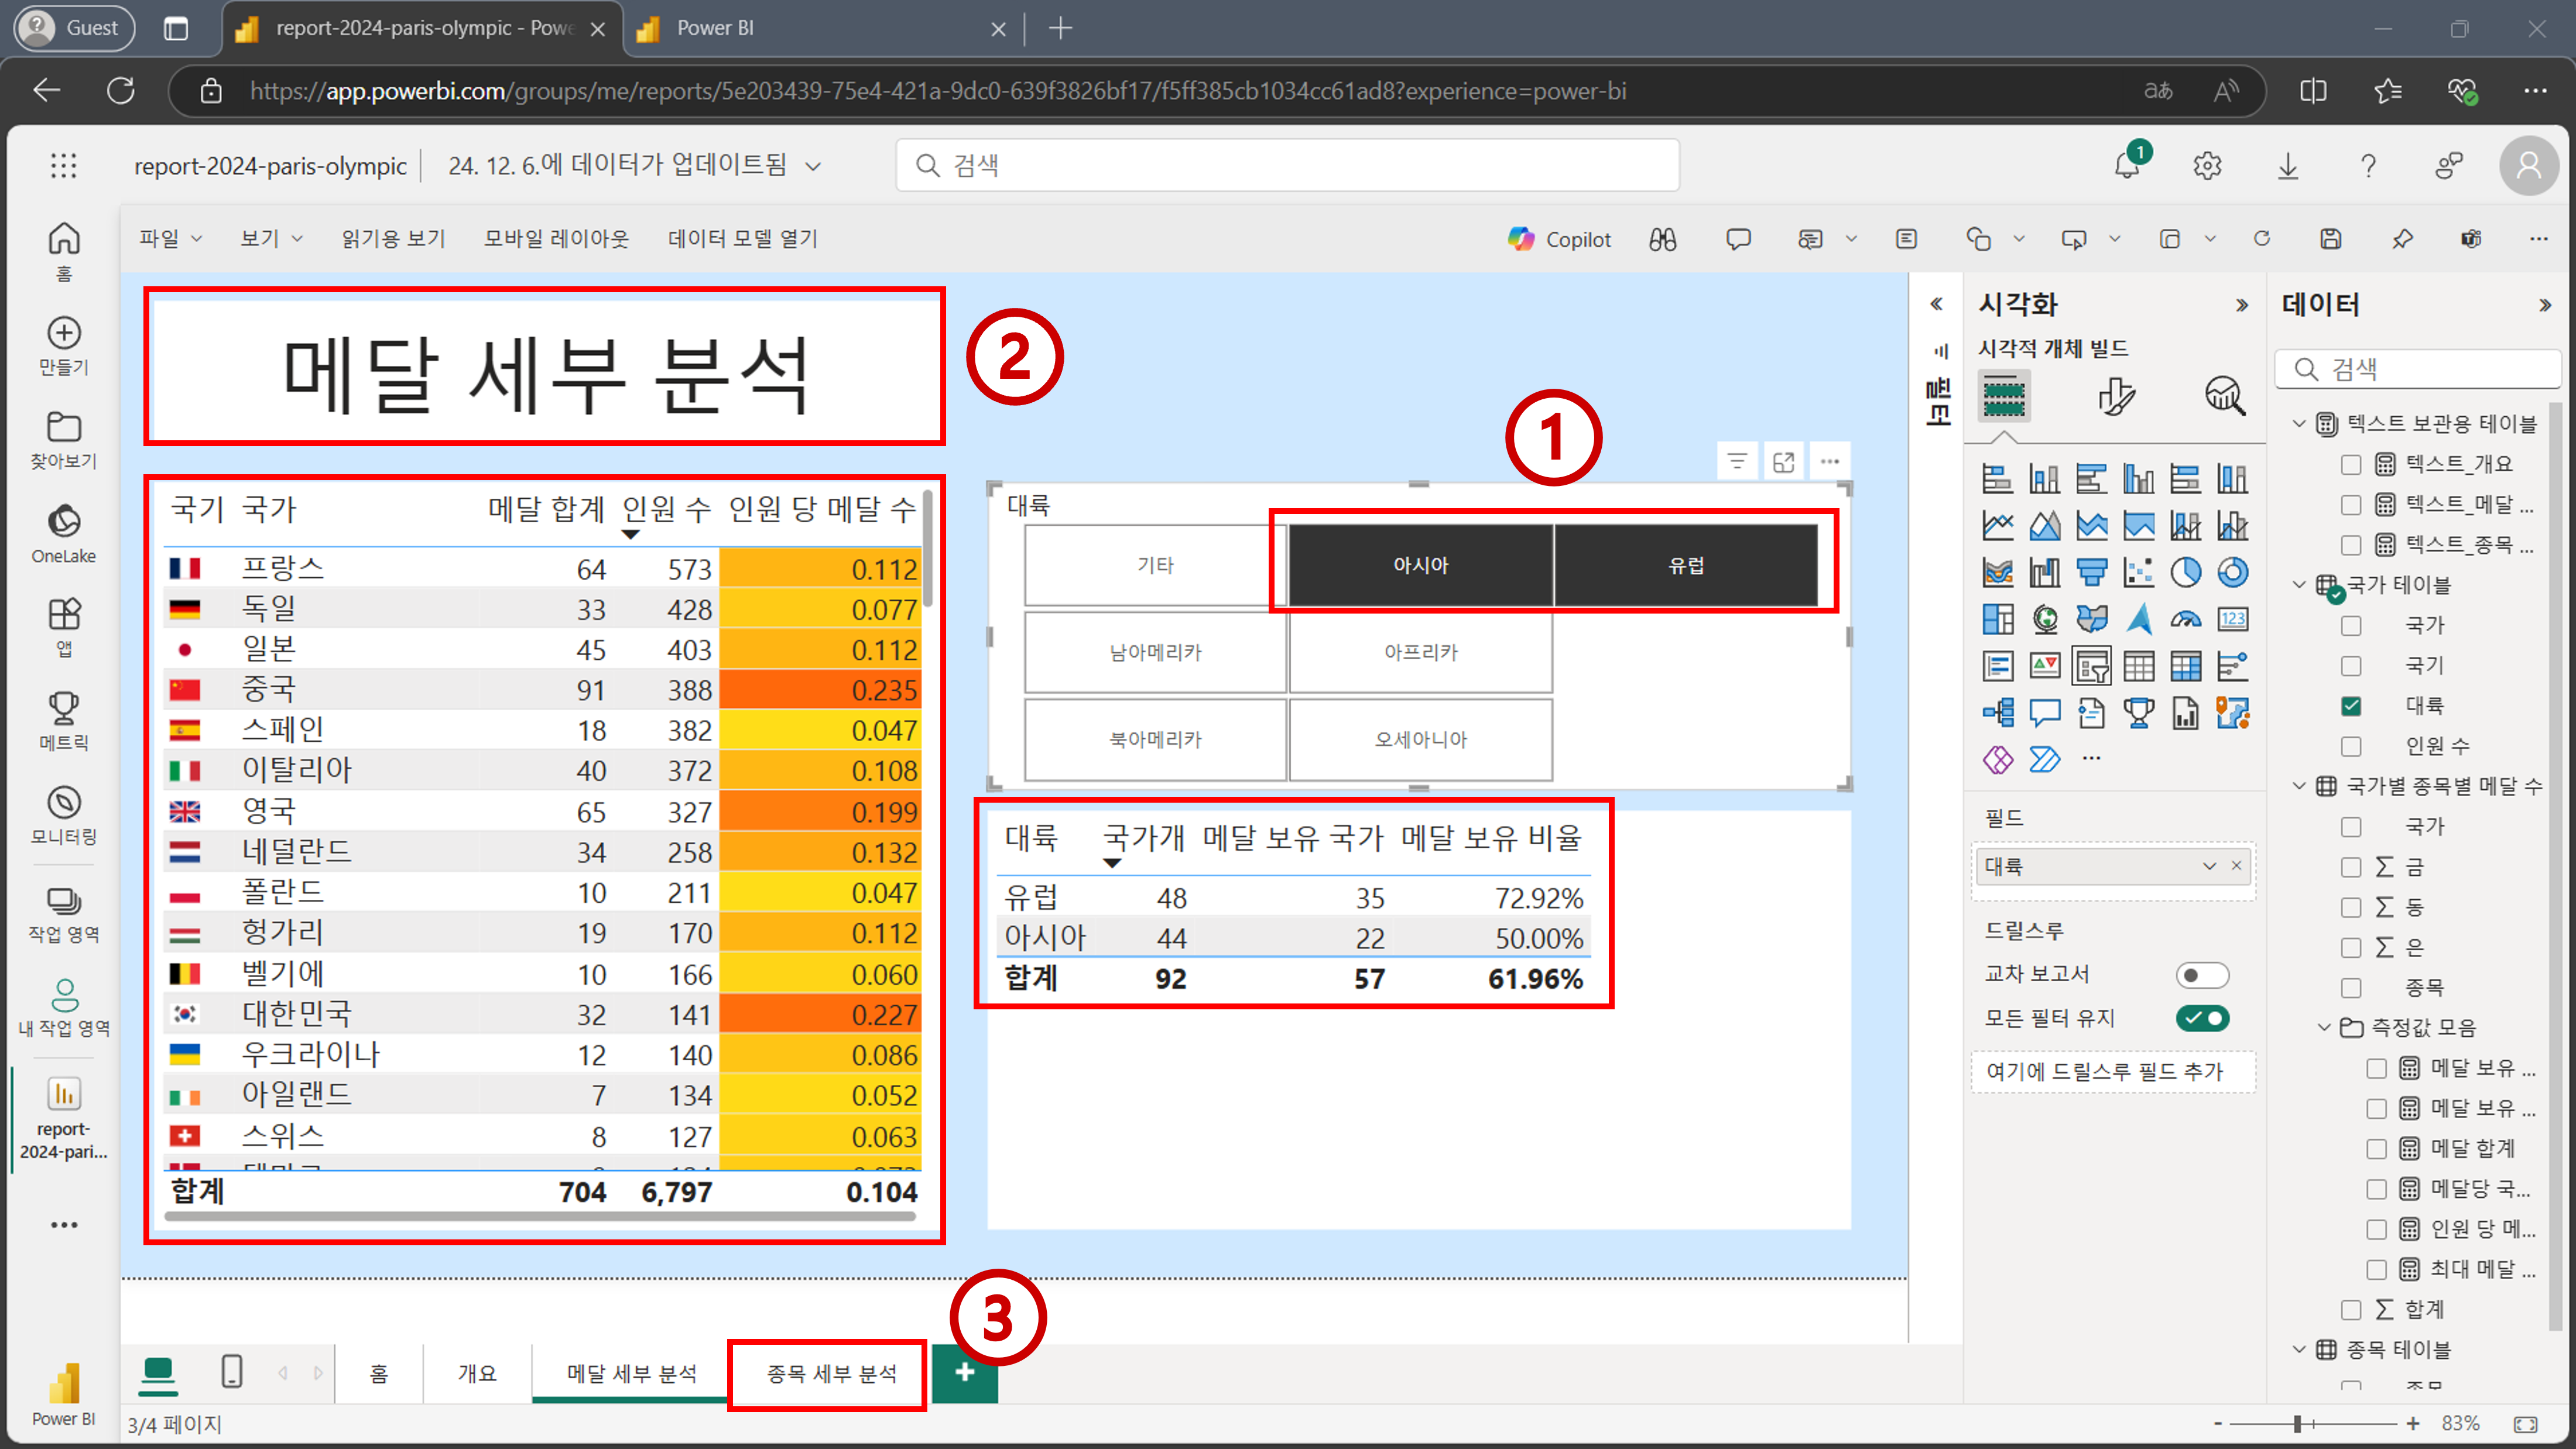 Guest
report-2024-paris-olympic - Powe
Power BI
https://app.powerbi.com/groups/me/reports/5e203439-75e4-421a-9dc0-639f3826bf17/f5ff385cb1034cc61ad8?experience=power-bi
report-2024-paris-olympic
24. 12. 6.에 데이터가 업데이트됨
검색
1
파일
보기
읽기용 보기
모바일 레이아웃
데이터 모델 열기
Copilot
홈
만들기
찾아보기
OneLake
앱
메트릭
모니터링
작업 영역
내 작업 영역
report-
2024-pari...
Power BI
메달 세부 분석
②
①
국기 국가 메달 합계 인원 수 인원 당 메달 수
프랑스 64 573 0.112
독일 33 428 0.077
일본 45 403 0.112
중국 91 388 0.235
스페인 18 382 0.047
이탈리아 40 372 0.108
영국 65 327 0.199
네덜란드 34 258 0.132
폴란드 10 211 0.047
헝가리 19 170 0.112
벨기에 10 166 0.060
대한민국 32 141 0.227
우크라이나 12 140 0.086
아일랜드 7 134 0.052
스위스 8 127 0.063
합계 704 6,797 0.104
대륙
기타 아시아 유럽
남아메리카 아프리카
북아메리카 오세아니아
대륙 국가개 메달 보유 국가 메달 보유 비율
유럽 48 35 72.92%
아시아 44 22 50.00%
합계 92 57 61.96%
③
홈
개요
메달 세부 분석
종목 세부 분석
3/4 페이지
83%
필터
시각화
시각적 개체 빌드
123
필드
대륙
드릴스루
교차 보고서
모든 필터 유지
여기에 드릴스루 필드 추가
데이터
검색
텍스트 보관용 테이블
텍스트_개요
텍스트_메달 ...
텍스트_종목 ...
국가 테이블
국가
국기
대륙
인원 수
국가별 종목별 메달 수
국가
∑ 금
∑ 동
∑ 은
종목
측정값 모음
메달 보유 ...
메달 보유 ...
메달 합계
메달당 국...
인원 당 메...
최대 메달 ...
∑ 합계
종목 테이블